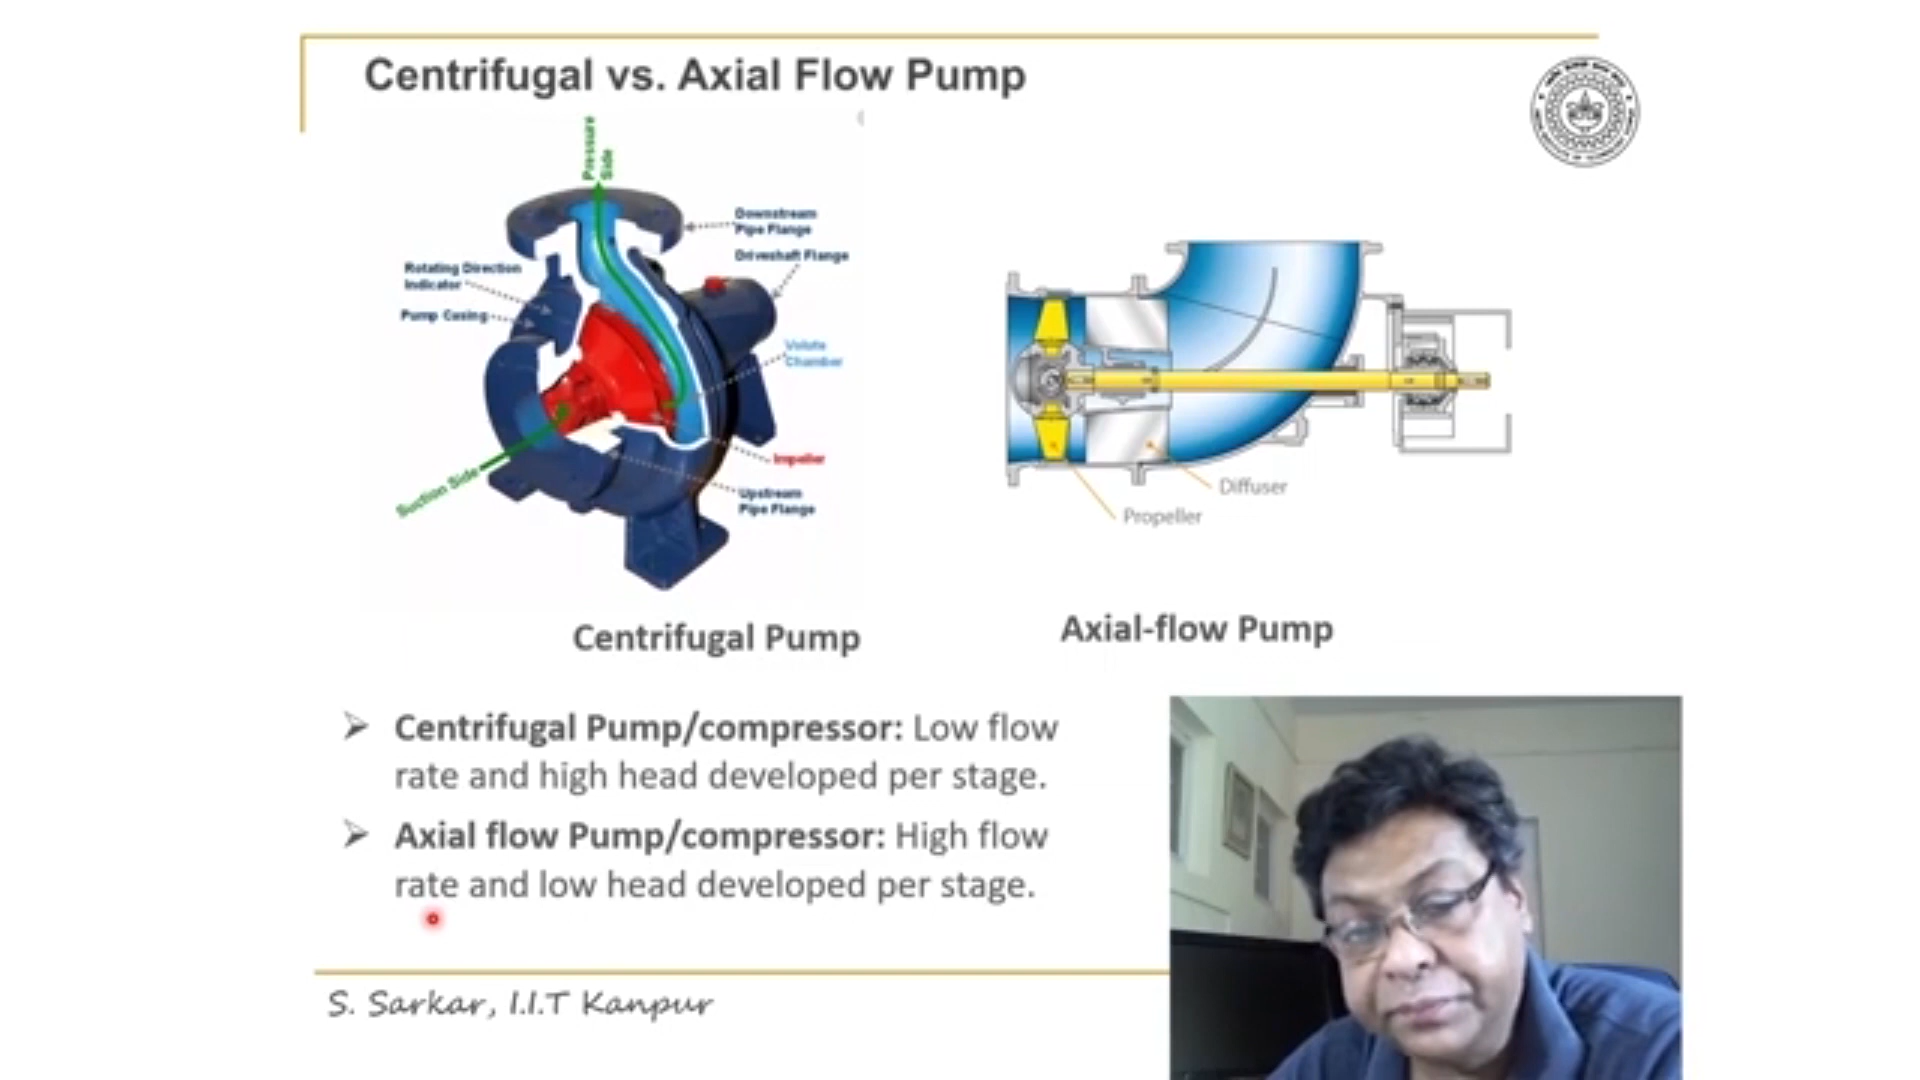 Centrifugal vs. Axial Flow Pump
Pressure
Side
Downstream
Pipe Flange
Driveshaft Flange
Rotating Direction
Indicator
Pump Casing
Volute
Chamber
Impeller
Suction Side
Upstream
Pipe Flange
Diffuser
Propeller
Centrifugal Pump
Axial-flow Pump
Centrifugal Pump/compressor: Low flow
rate and high head developed per stage.
Axial flow Pump/compressor: High flow
rate and low head developed per stage.
S. Sarkar, I.I.T Kanpur